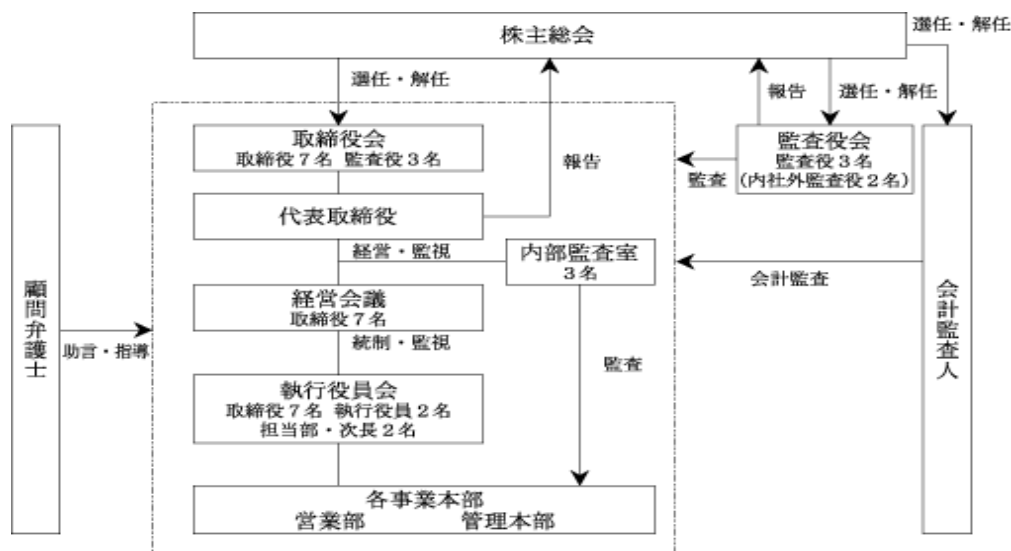 株主総会
選任・解任
選任・解任
報告
選任・解任
報告
取締役会
取締役７名 監査役３名
監査役会
監査役３名
（内社外監査役２名）
監査
代表取締役
経営・監視
内部監査室
３名
会計監査
経営会議
取締役７名
統制・監視
顧問弁護士
助言・指導
会計監査人
監査
執行役員会
取締役７名 執行役員２名
担当部・次長２名
各事業本部
営業部 管理本部